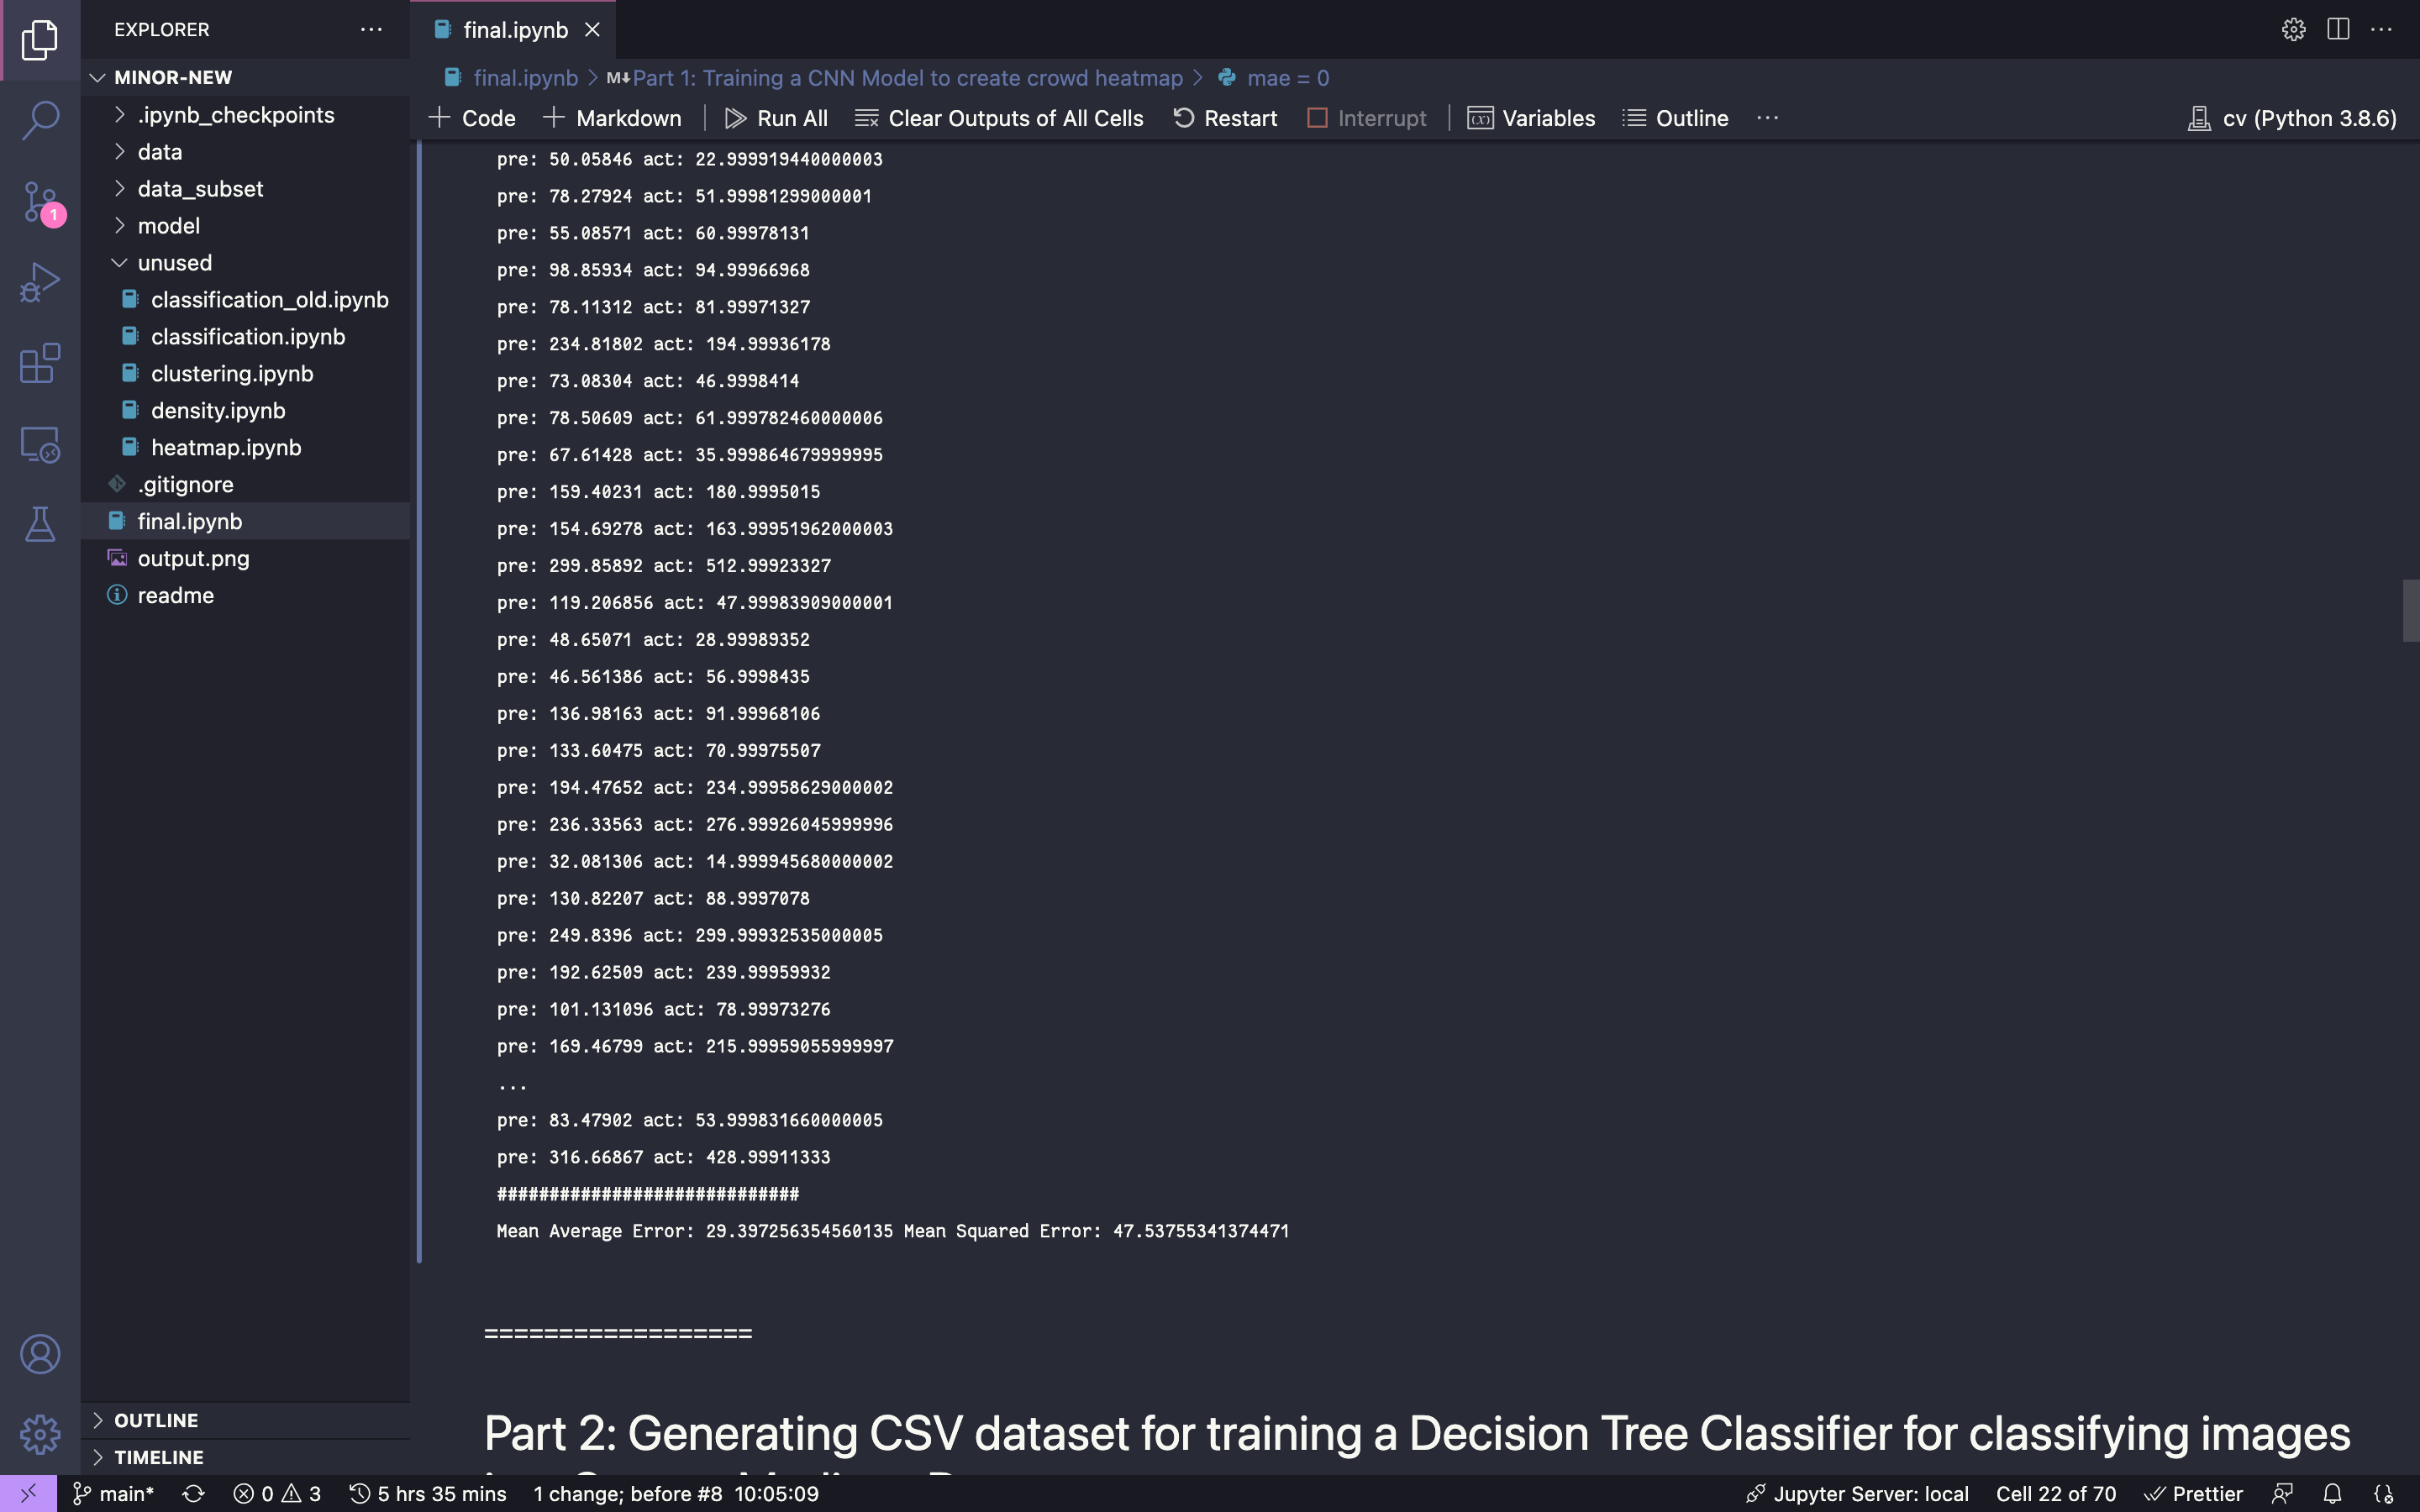 EXPLORER
MINOR-NEW
.ipynb_checkpoints
data
data_subset
model
unused
classification_old.ipynb
classification.ipynb
clustering.ipynb
density.ipynb
heatmap.ipynb
.gitignore
final.ipynb
output.png
readme
OUTLINE
TIMELINE
1
final.ipynb
final.ipynb > M↓ Part 1: Training a CNN Model to create crowd heatmap > mae = 0
+ Code + Markdown | Run All Clear Outputs of All Cells Restart Interrupt | Variables Outline ··· cv (Python 3.8.6)
pre: 50.05846 act: 22.999919440000003
pre: 78.27924 act: 51.99981299000001
pre: 55.08571 act: 60.99978131
pre: 98.85934 act: 94.99966968
pre: 78.11312 act: 81.99971327
pre: 234.81802 act: 194.99936178
pre: 73.08304 act: 46.9998414
pre: 78.50609 act: 61.999782460000006
pre: 67.61428 act: 35.999864679999995
pre: 159.40231 act: 180.9995015
pre: 154.69278 act: 163.99951962000003
pre: 299.85892 act: 512.99923327
pre: 119.206856 act: 47.99983909000001
pre: 48.65071 act: 28.99989352
pre: 46.561386 act: 56.9998435
pre: 136.98163 act: 91.99968106
pre: 133.60475 act: 70.99975507
pre: 194.47652 act: 234.99958629000002
pre: 236.33563 act: 276.99926045999996
pre: 32.081306 act: 14.999945680000002
pre: 130.82207 act: 88.9997078
pre: 249.8396 act: 299.99932535000005
pre: 192.62509 act: 239.99959932
pre: 101.131096 act: 78.99973276
pre: 169.46799 act: 215.99959055999997
...
pre: 83.47902 act: 53.999831660000005
pre: 316.66867 act: 428.99911333
#############################
Mean Average Error: 29.397256354560135 Mean Squared Error: 47.53755341374471
==================
Part 2: Generating CSV dataset for training a Decision Tree Classifier for classifying images
main* 0 3 5 hrs 35 mins 1 change; before #8 10:05:09 Jupyter Server: local Cell 22 of 70 Prettier